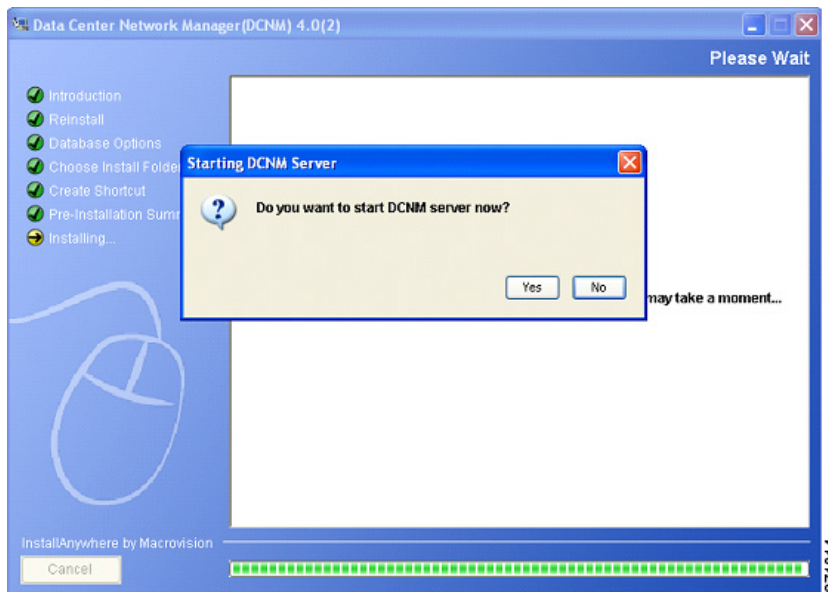 Data Center Network Manager(DCNM) 4.0(2)
Please Wait
Introduction
Reinstall
Database Options
Choose Install Folde
Create Shortcut
Pre-Installation Summ
Installing...
Starting DCNM Server
Do you want to start DCNM server now?
Yes
No
may take a moment...
InstallAnywhere by Macrovision
Cancel